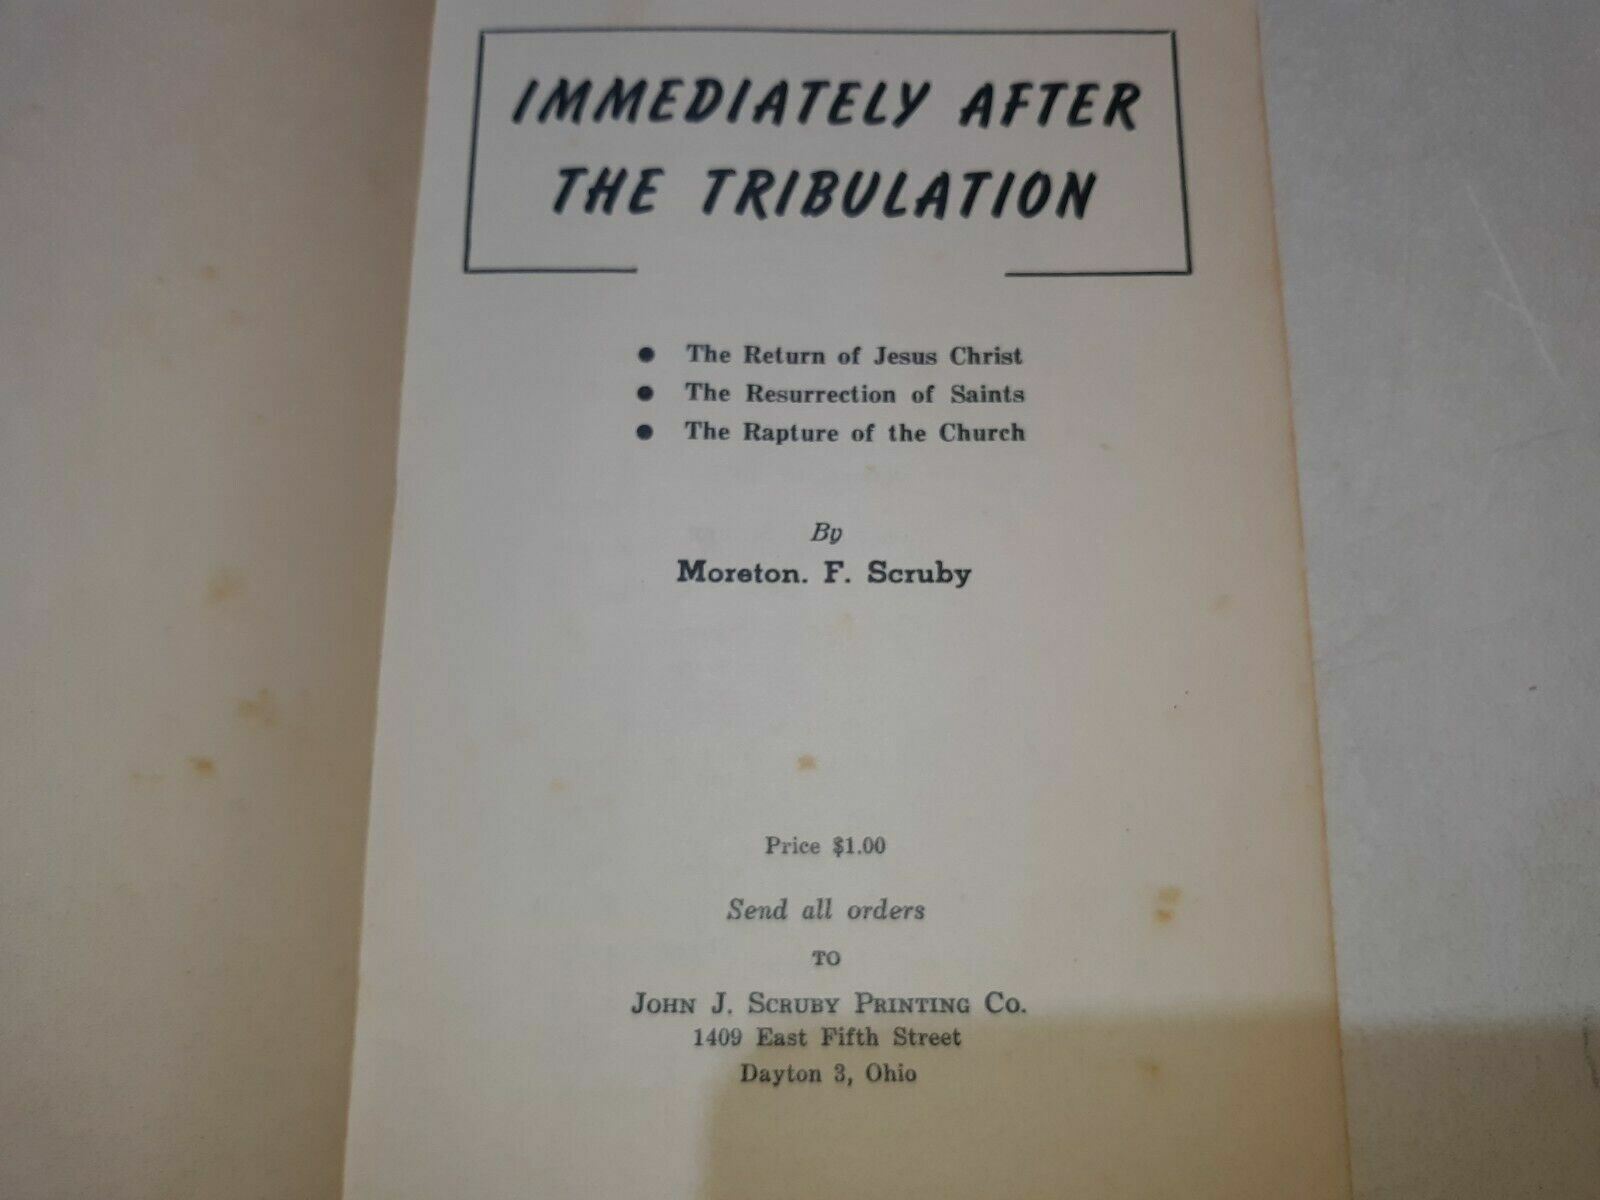 IMMEDIATELY AFTER
THE TRIBULATION
● The Return of Jesus Christ
● The Resurrection of Saints
● The Rapture of the Church
By
Moreton. F. Scruby
Price $1.00
Send all orders
TO
JOHN J. SCRUBY PRINTING CO.
1409 East Fifth Street
Dayton 3, Ohio